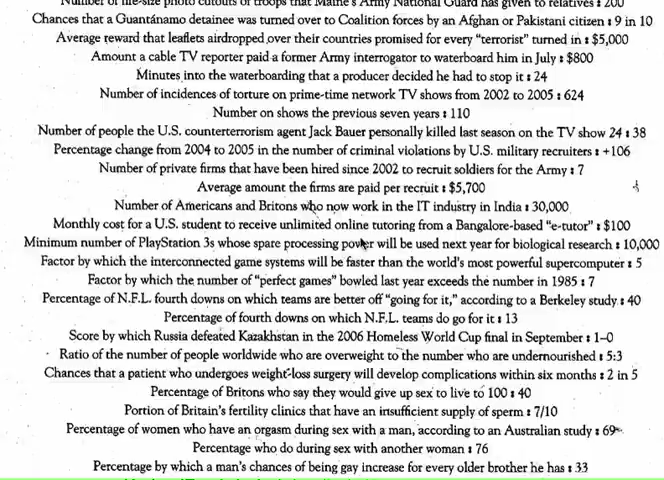 Number of life-size photo cutouts of troops that Maine's Army National Guard has given to relatives : 200
Chances that a Guantánamo detainee was turned over to Coalition forces by an Afghan or Pakistani citizen : 9 in 10
Average reward that leaflets airdropped over their countries promised for every "terrorist" turned in : $5,000
Amount a cable TV reporter paid a former Army interrogator to waterboard him in July : $800
Minutes into the waterboarding that a producer decided he had to stop it : 24
Number of incidences of torture on prime-time network TV shows from 2002 to 2005 : 624
Number on shows the previous seven years : 110
Number of people the U.S. counterterrorism agent Jack Bauer personally killed last season on the TV show 24 : 38
Percentage change from 2004 to 2005 in the number of criminal violations by U.S. military recruiters : +106
Number of private firms that have been hired since 2002 to recruit soldiers for the Army : 7
Average amount the firms are paid per recruit : $5,700
Number of Americans and Britons who now work in the IT industry in India : 30,000
Monthly cost for a U.S. student to receive unlimited online tutoring from a Bangalore-based "e-tutor" : $100
Minimum number of PlayStation 3s whose spare processing power will be used next year for biological research : 10,000
Factor by which the interconnected game systems will be faster than the world's most powerful supercomputer : 5
Factor by which the number of "perfect games" bowled last year exceeds the number in 1985 : 7
Percentage of N.F.L. fourth downs on which teams are better off "going for it," according to a Berkeley study : 40
Percentage of fourth downs on which N.F.L. teams do go for it : 13
Score by which Russia defeated Kazakhstan in the 2006 Homeless World Cup final in September : 1–0
Ratio of the number of people worldwide who are overweight to the number who are undernourished : 5:3
Chances that a patient who undergoes weight-loss surgery will develop complications within six months : 2 in 5
Percentage of Britons who say they would give up sex to live to 100 : 40
Portion of Britain's fertility clinics that have an insufficient supply of sperm : 7/10
Percentage of women who have an orgasm during sex with a man, according to an Australian study : 69
Percentage who do during sex with another woman : 76
Percentage by which a man's chances of being gay increase for every older brother he has : 33